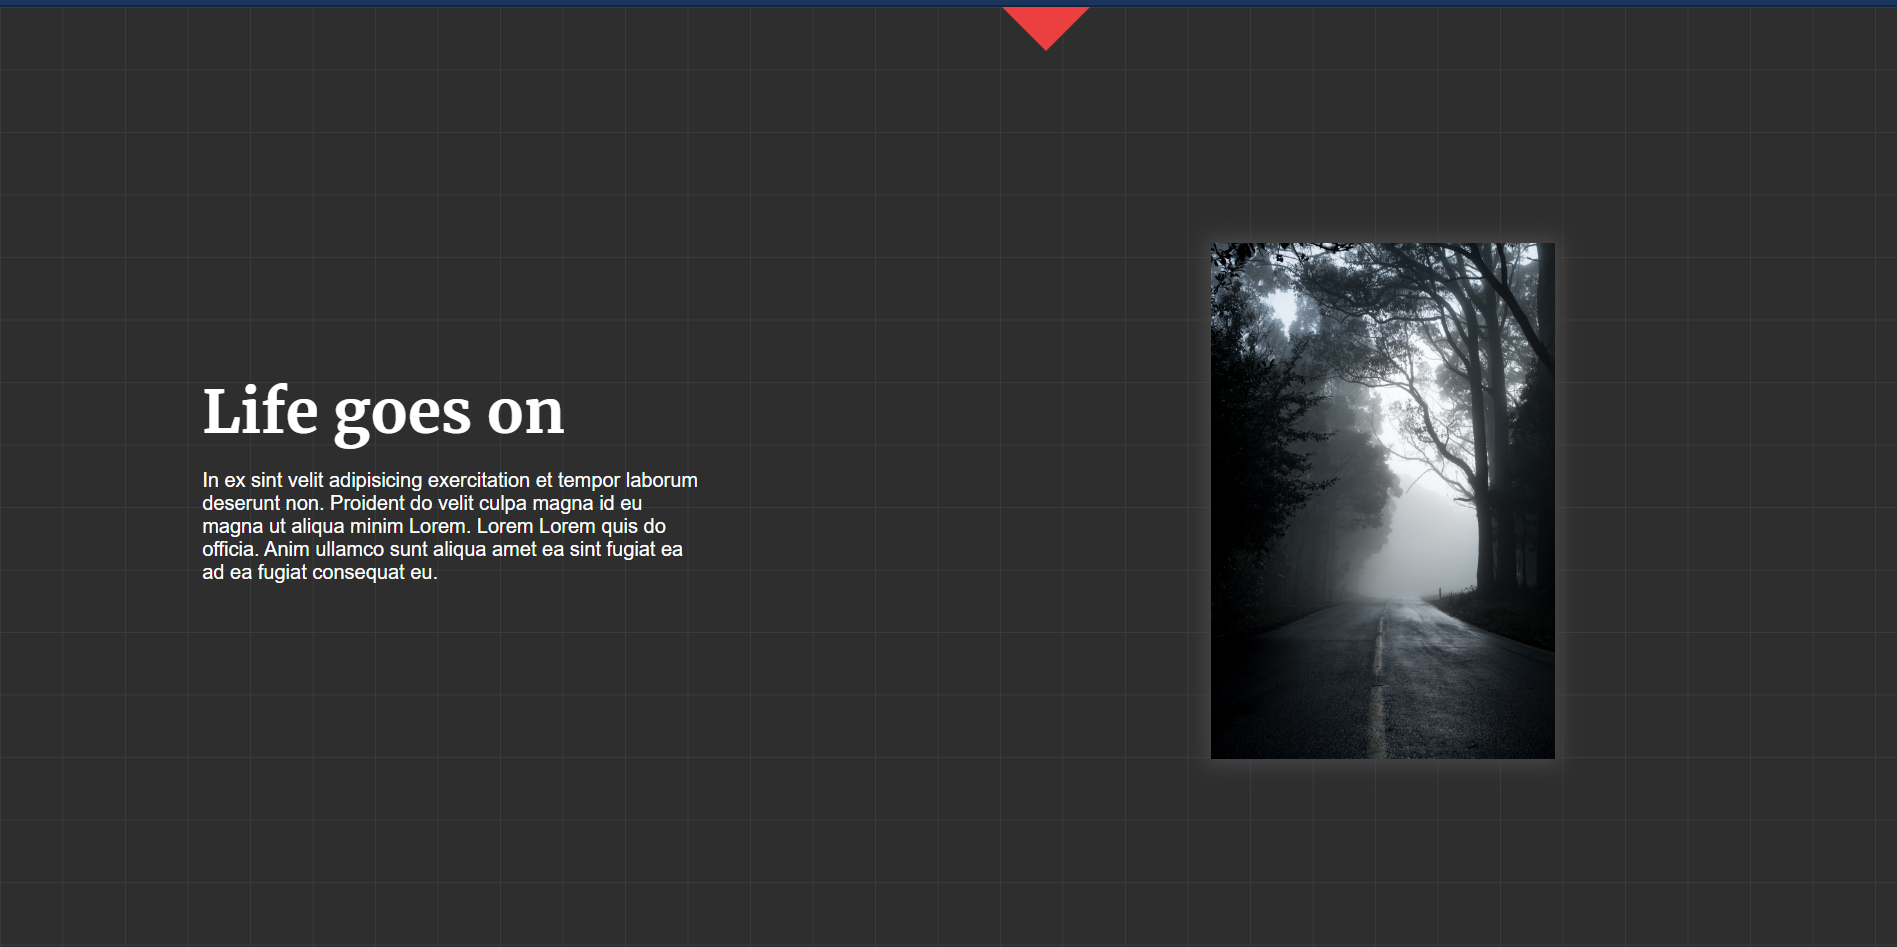 Life goes on
In ex sint velit adipisicing exercitation et tempor laborum
deserunt non. Proident do velit culpa magna id eu
magna ut aliqua minim Lorem. Lorem Lorem quis do
officia. Anim ullamco sunt aliqua amet ea sint fugiat ea
ad ea fugiat consequat eu.